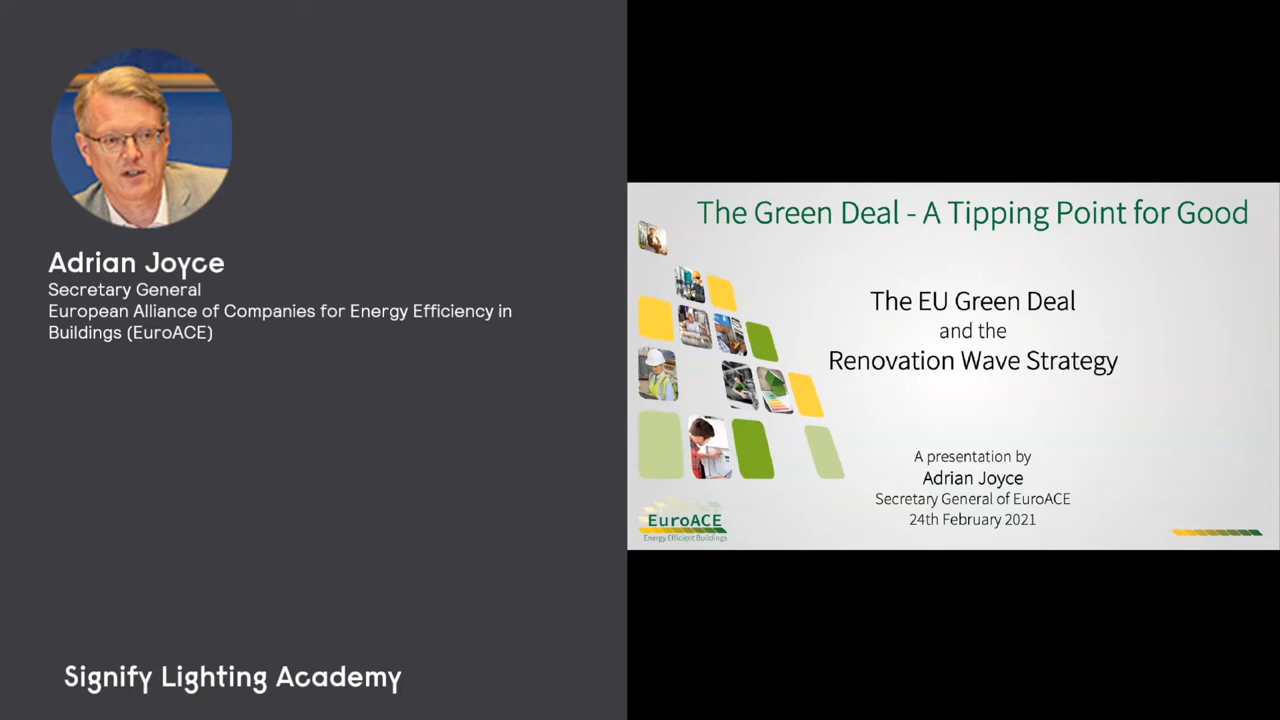 Adrian Joyce
Secretary General
European Alliance of Companies for Energy Efficiency in
Buildings (EuroACE)
Signify Lighting Academy
The Green Deal - A Tipping Point for Good
The EU Green Deal
and the
Renovation Wave Strategy
A presentation by
Adrian Joyce
Secretary General of EuroACE
24th February 2021
EuroACE
Energy Efficient Buildings